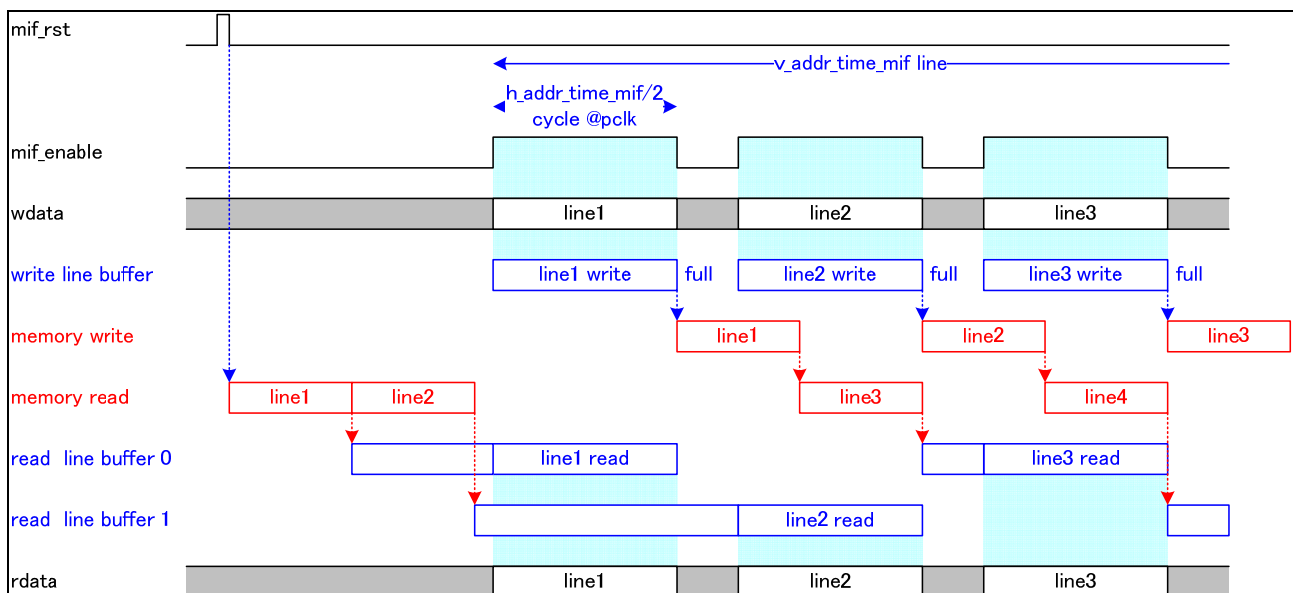 mif_rst
v_addr_time_mif line
h_addr_time_mif/2
cycle @pclk
mif_enable
wdata line1 line2 line3
write line buffer line1 write full line2 write full line3 write full
memory write line1 line2 line3
memory read line1 line2 line3 line4
read line buffer 0 line1 read line3 read
read line buffer 1 line2 read
rdata line1 line2 line3